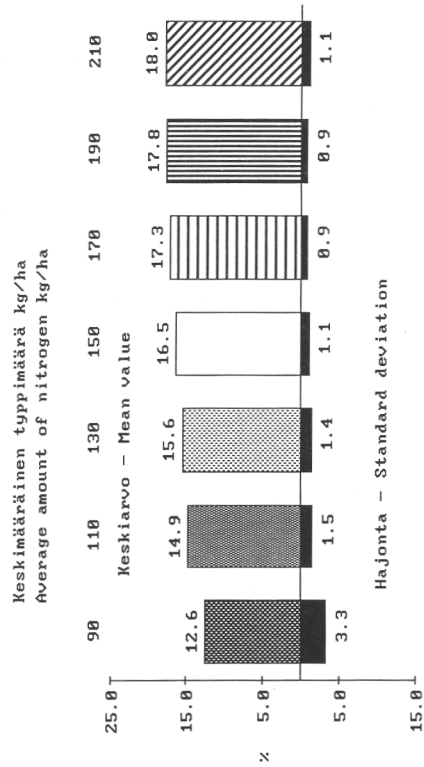 Keskimääräinen typpimäärä kg/ha
Average amount of nitrogen kg/ha
90 110 130 150 170 190 210
Keskiarvo - Mean value
12.6 14.9 15.6 16.5 17.3 17.8 18.0
25.0
15.0
5.0
%
5.0
15.0
3.3 1.5 1.4 1.1 0.9 0.9 1.1
Hajonta - Standard deviation